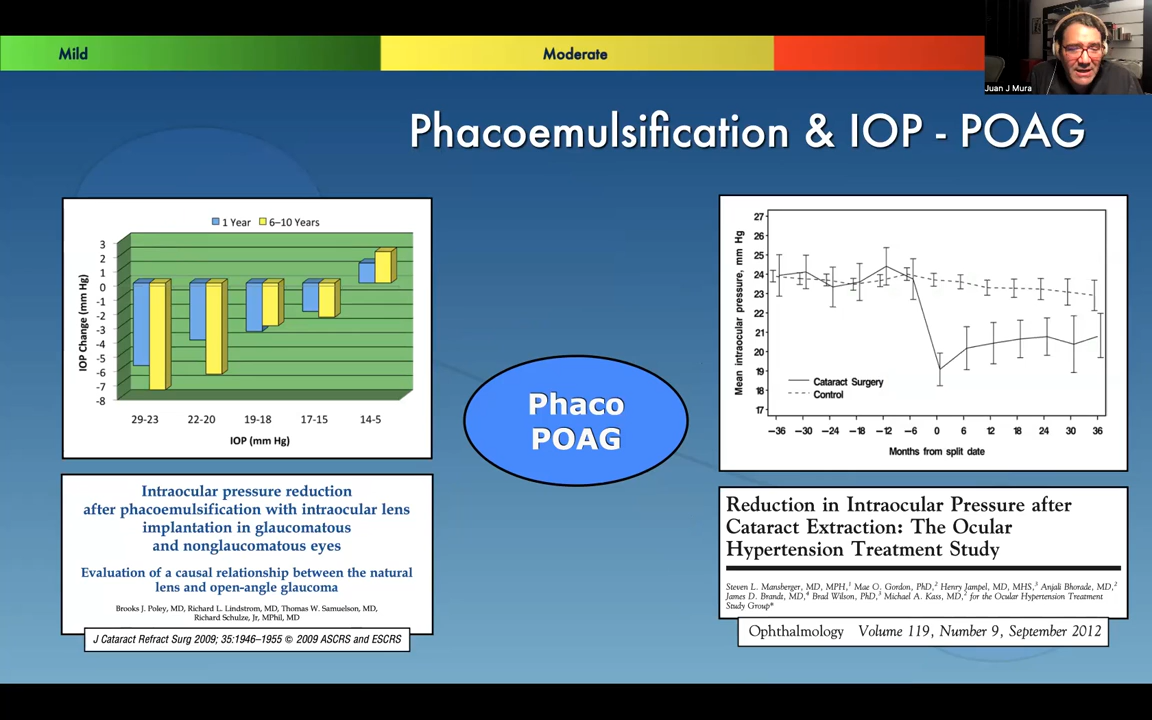 Mild
Moderate
Juan J Mura
Phacoemulsification & IOP - POAG
1 Year 6–10 Years
3
2
1
0
-1
-2
-3
-4
-5
-6
-7
-8
IOP Change (mm Hg)
29-23 22-20 19-18 17-15 14-5
IOP (mm Hg)
Intraocular pressure reduction
after phacoemulsification with intraocular lens
implantation in glaucomatous
and nonglaucomatous eyes
Evaluation of a causal relationship between the natural
lens and open-angle glaucoma
Brooks J. Poley, MD, Richard L. Lindstrom, MD, Thomas W. Samuelson, MD,
Richard Schulze, Jr, MPhil, MD
J Cataract Refract Surg 2009; 35:1946–1955 © 2009 ASCRS and ESCRS
Phaco
POAG
27
26
25
24
23
22
21
20
19
18
17
Mean intraocular pressure, mm Hg
Cataract Surgery
Control
−36 −30 −24 −18 −12 −6 0 6 12 18 24 30 36
Months from split date
Reduction in Intraocular Pressure after
Cataract Extraction: The Ocular
Hypertension Treatment Study
Steven L. Mansberger, MD, MPH,1 Mae O. Gordon, PhD,2 Henry Jampel, MD, MHS,3 Anjali Bhorade, MD,2
James D. Brandt, MD,4 Brad Wilson, PhD,3 Michael A. Kass, MD,2 for the Ocular Hypertension Treatment
Study Group*
Ophthalmology Volume 119, Number 9, September 2012